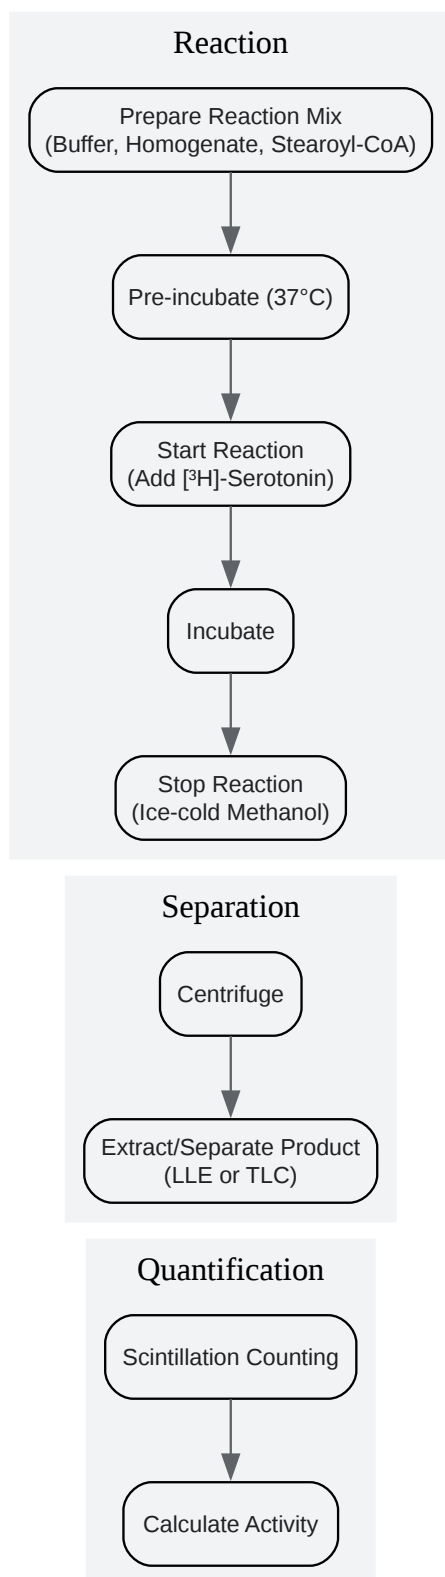 Reaction
Prepare Reaction Mix
(Buffer, Homogenate, Stearoyl-CoA)
Pre-incubate (37°C)
Start Reaction
(Add [³H]-Serotonin)
Incubate
Stop Reaction
(Ice-cold Methanol)
Separation
Centrifuge
Extract/Separate Product
(LLE or TLC)
Quantification
Scintillation Counting
Calculate Activity